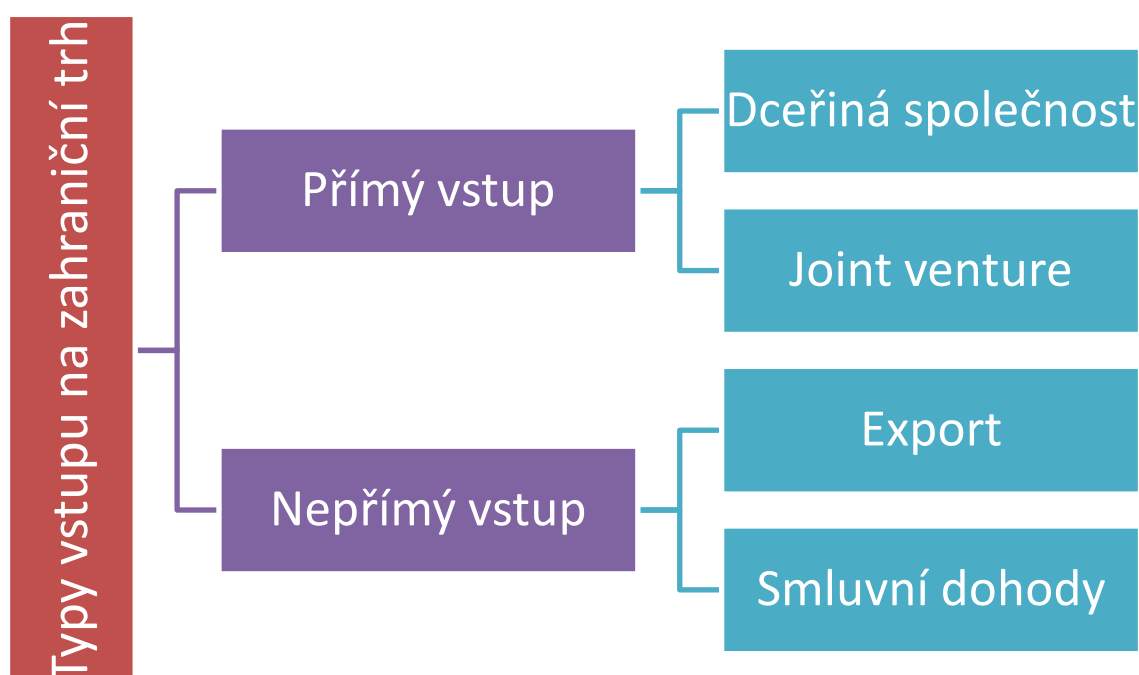 Typy vstupu na zahraniční trh
Přímý vstup
Dceřiná společnost
Joint venture
Nepřímý vstup
Export
Smluvní dohody